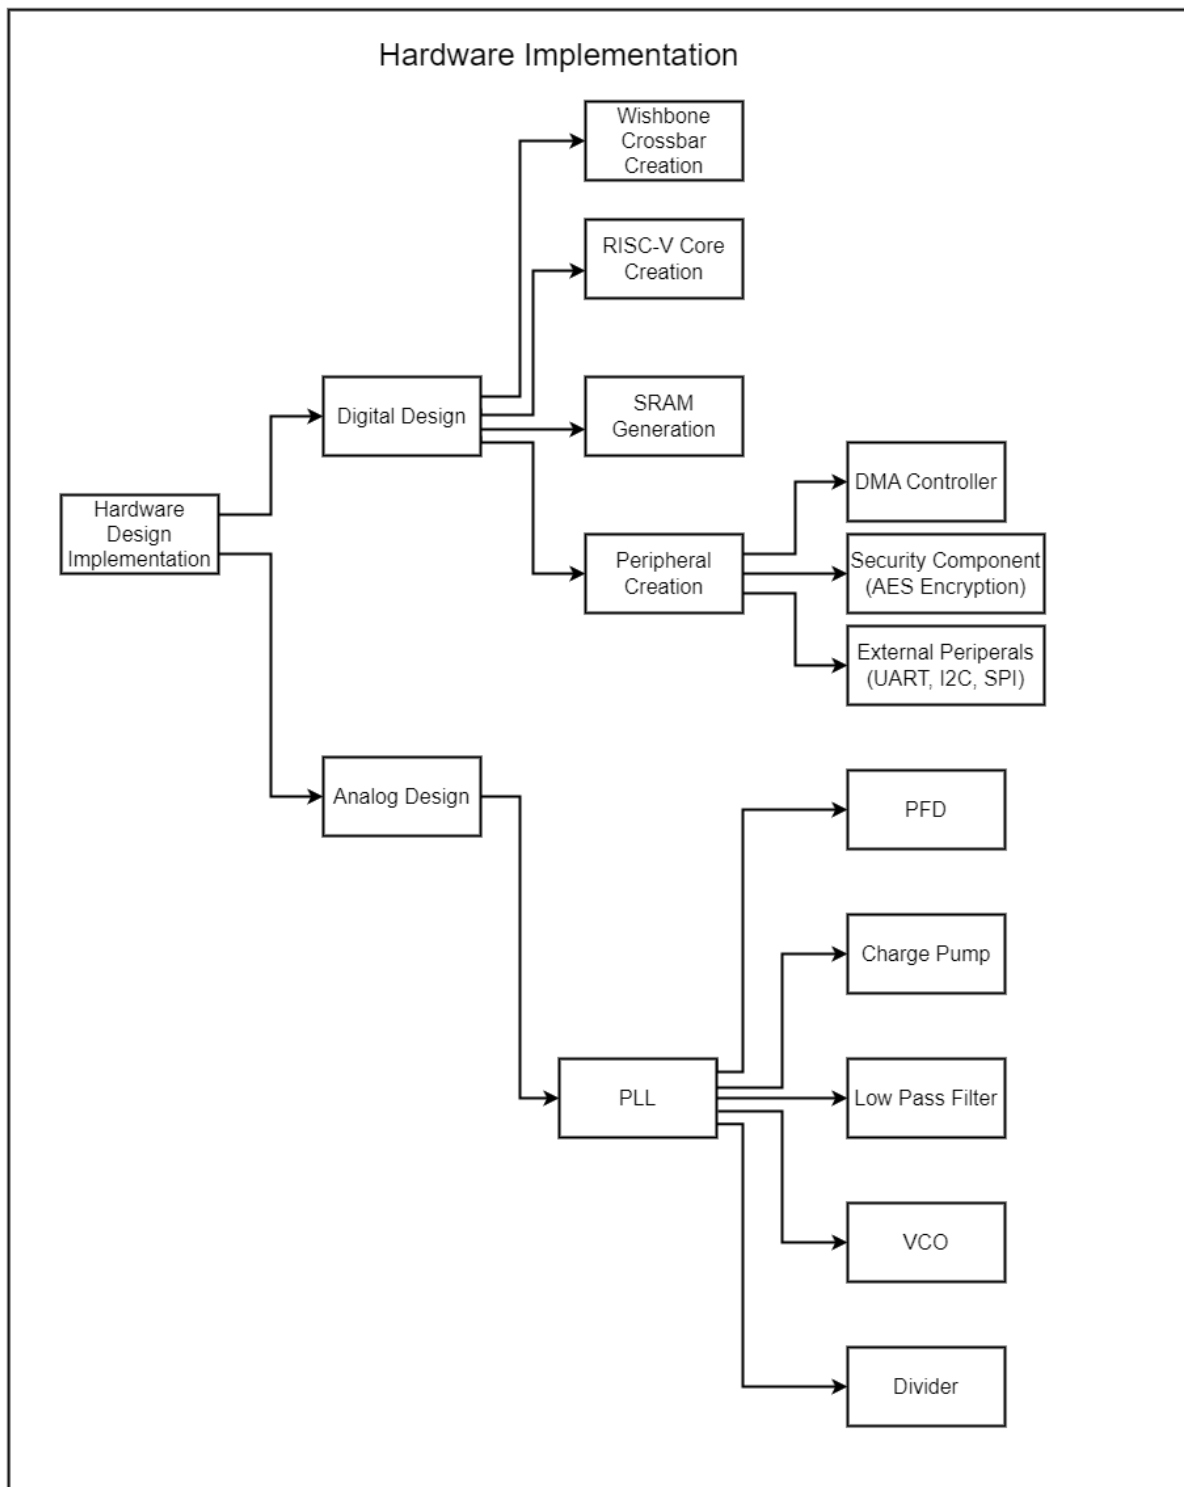 Hardware Implementation
Wishbone
Crossbar
Creation
RISC-V Core
Creation
Digital Design
SRAM
Generation
DMA Controller
Hardware
Design
Implementation
Peripheral
Creation
Security Component
(AES Encryption)
External Periperals
(UART, I2C, SPI)
Analog Design
PFD
Charge Pump
PLL
Low Pass Filter
VCO
Divider